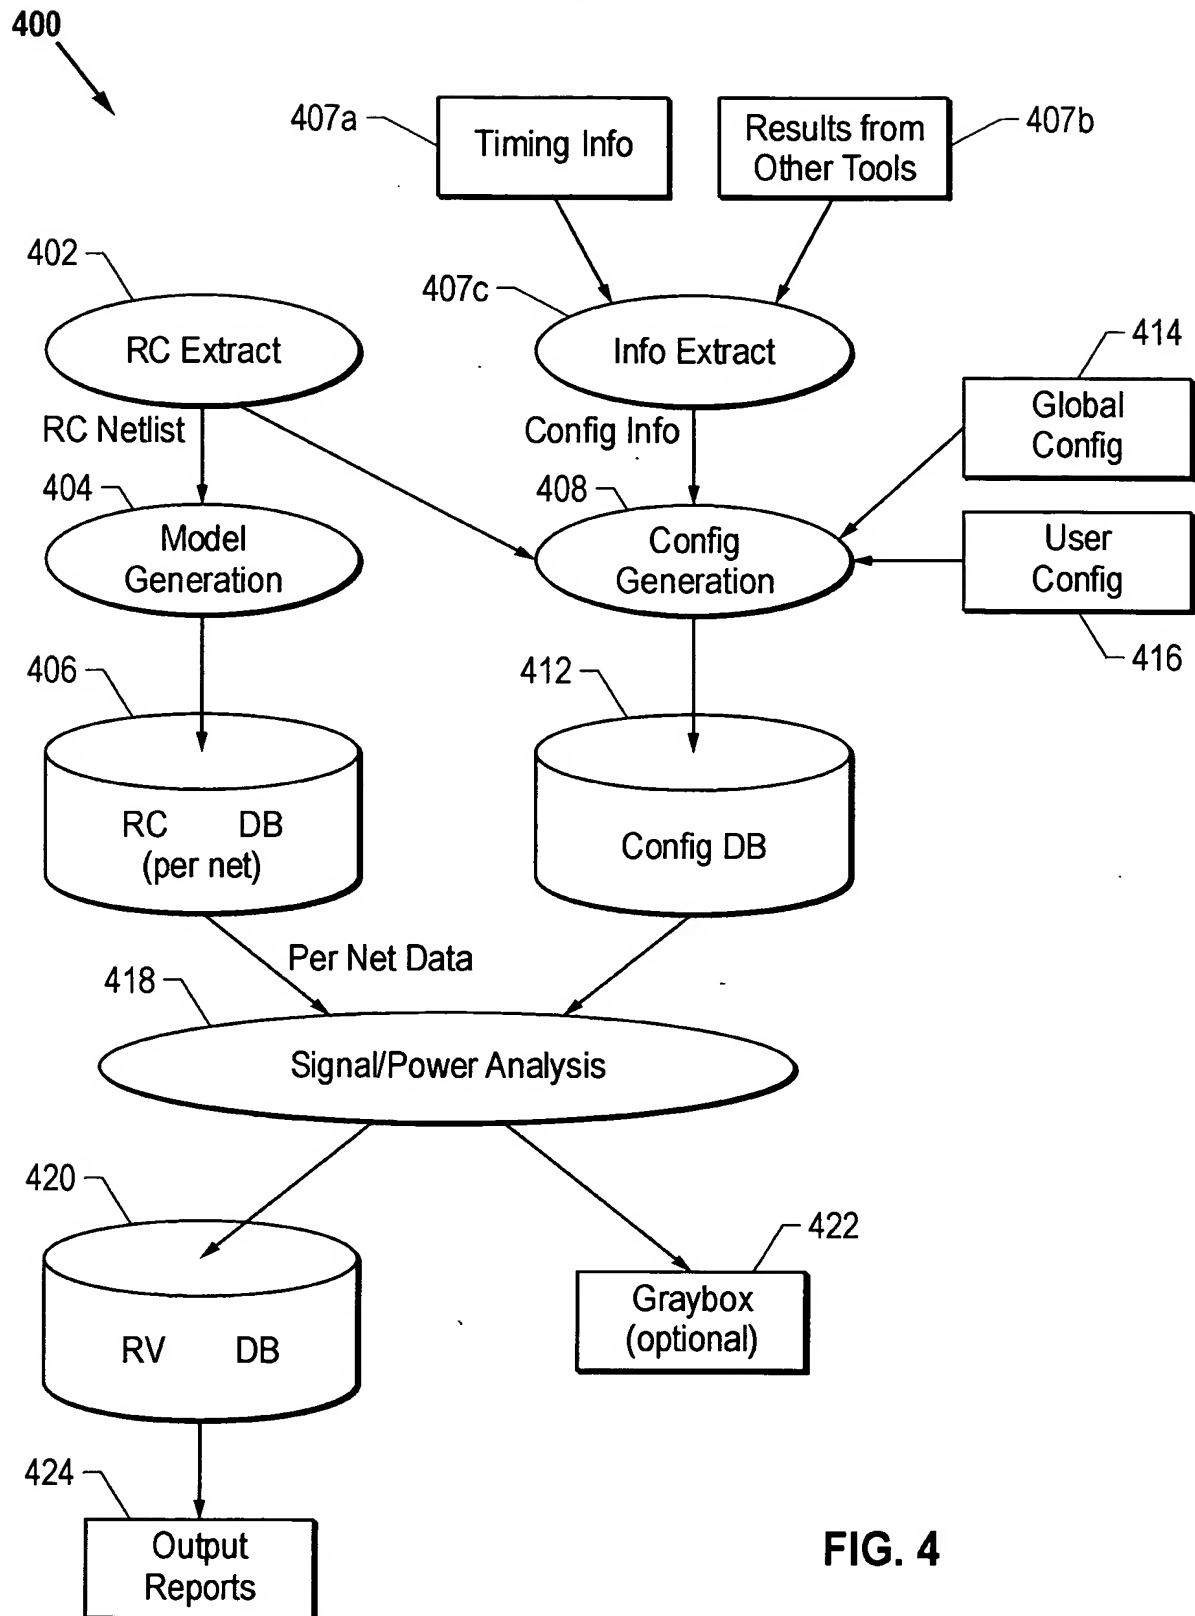 400
407a
Timing Info
Results from
Other Tools
407b
402
RC Extract
407c
Info Extract
414
Global
Config
RC Netlist
Config Info
404
Model
Generation
408
Config
Generation
User
Config
416
406
RC DB
(per net)
412
Config DB
Per Net Data
418
Signal/Power Analysis
420
RV DB
422
Graybox
(optional)
424
Output
Reports
FIG. 4